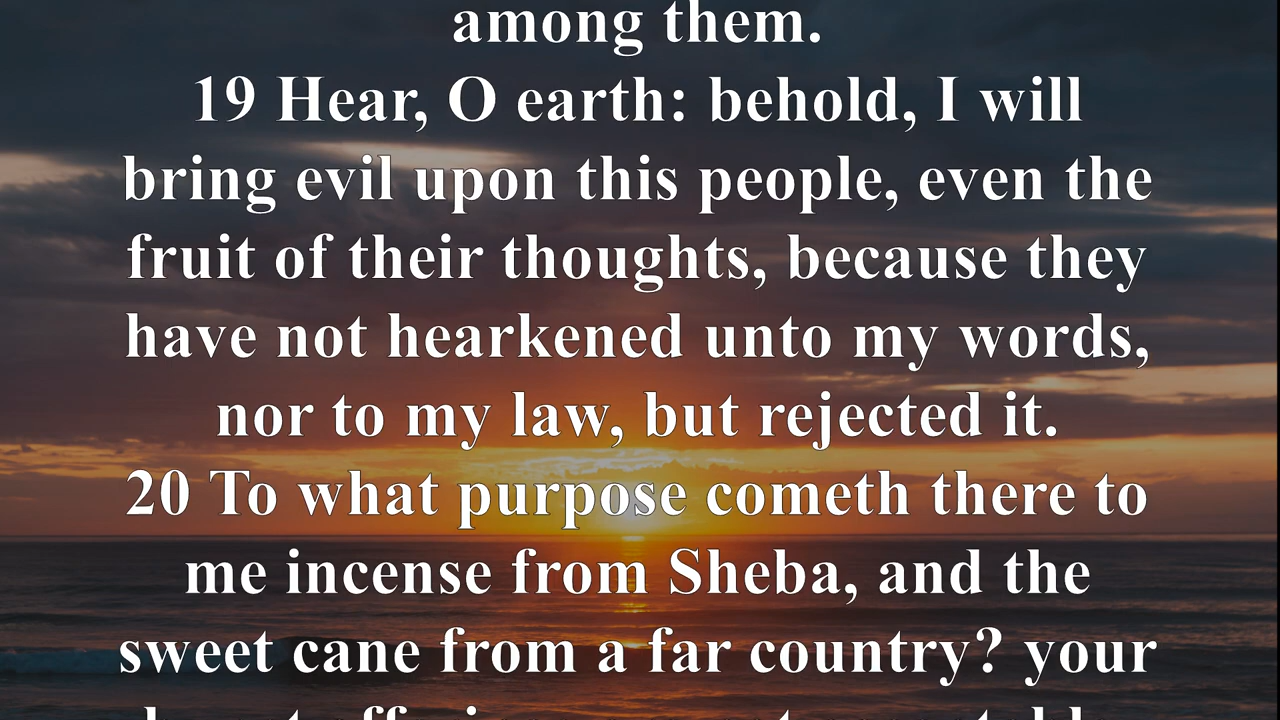 among them.
19 Hear, O earth: behold, I will
bring evil upon this people, even the
fruit of their thoughts, because they
have not hearkened unto my words,
nor to my law, but rejected it.
20 To what purpose cometh there to
me incense from Sheba, and the
sweet cane from a far country? your